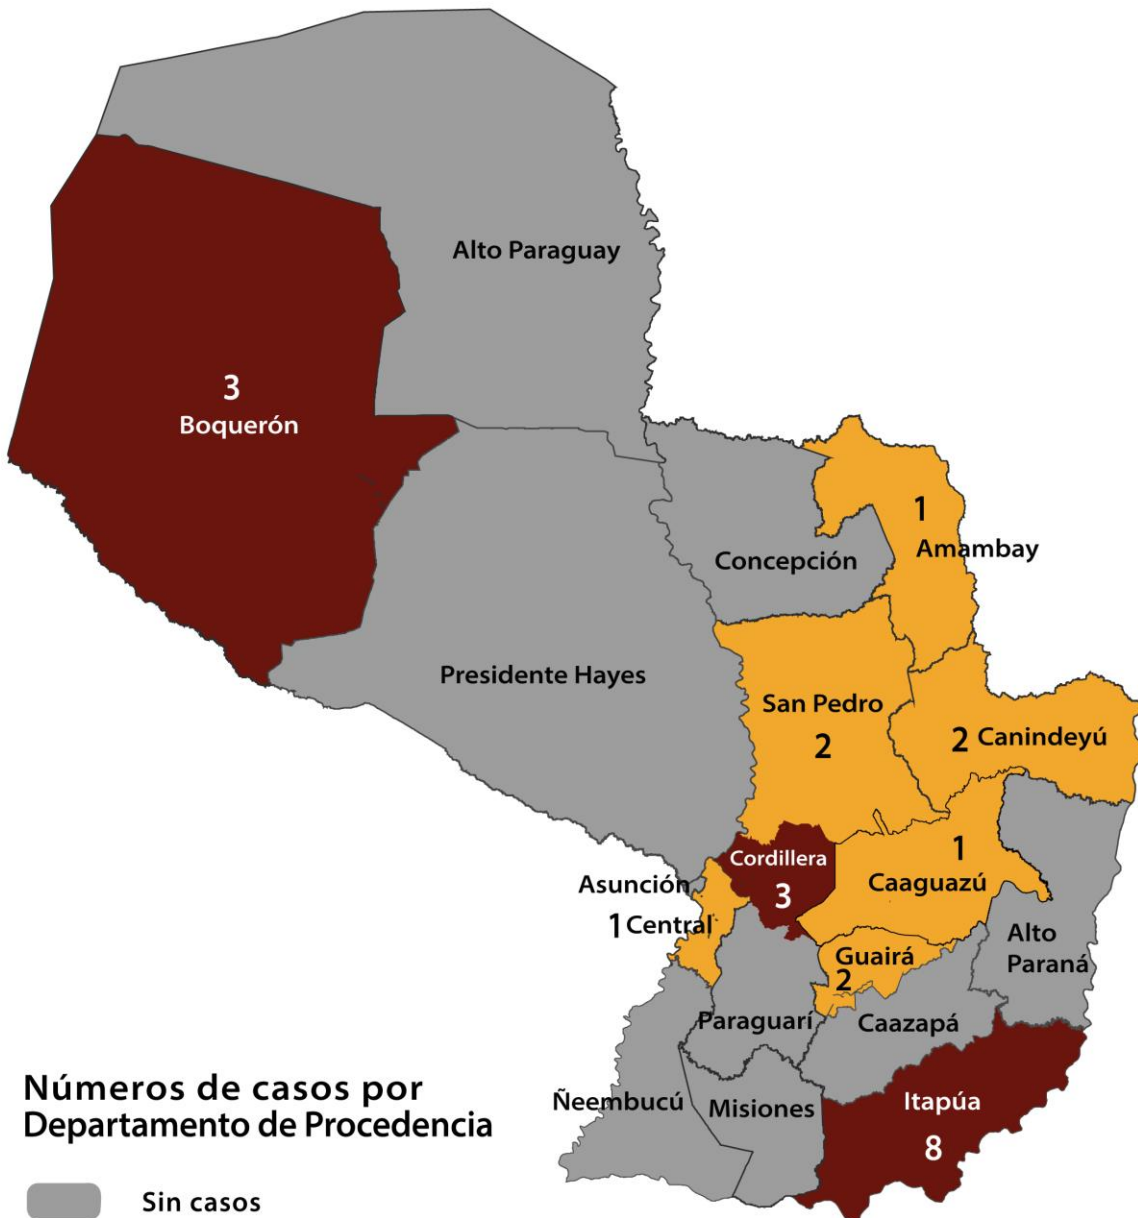 Alto Paraguay
3
Boquerón
1
Amambay
Concepción
Presidente Hayes
San Pedro
2
2 Canindeyú
Cordillera
3
1
Caaguazú
Asunción
1 Central
Guairá
2
Alto
Paraná
Paraguarí
Caazapá
Ñeembucú
Misiones
Itapúa
8
Números de casos por
Departamento de Procedencia
Sin casos